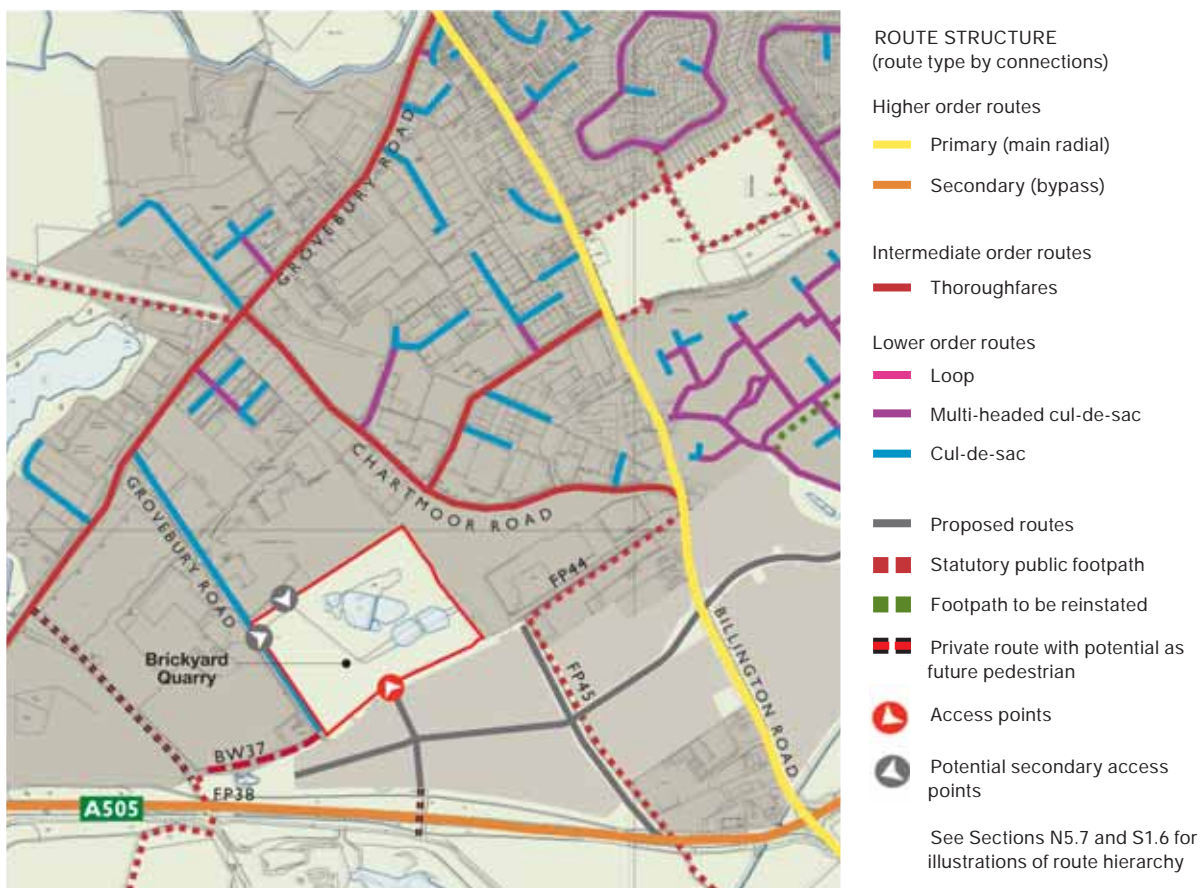 GROVEBURY ROAD
CHARTMOOR ROAD
GROVEBURY ROAD
FP44
FP45
Brickyard
Quarry
BILLINGTON ROAD
BW37
FP38
A505
ROUTE STRUCTURE
(route type by connections)
Higher order routes
Primary (main radial)
Secondary (bypass)
Intermediate order routes
Thoroughfares
Lower order routes
Loop
Multi-headed cul-de-sac
Cul-de-sac
Proposed routes
Statutory public footpath
Footpath to be reinstated
Private route with potential as
future pedestrian
Access points
Potential secondary access
points
See Sections N5.7 and S1.6 for
illustrations of route hierarchy